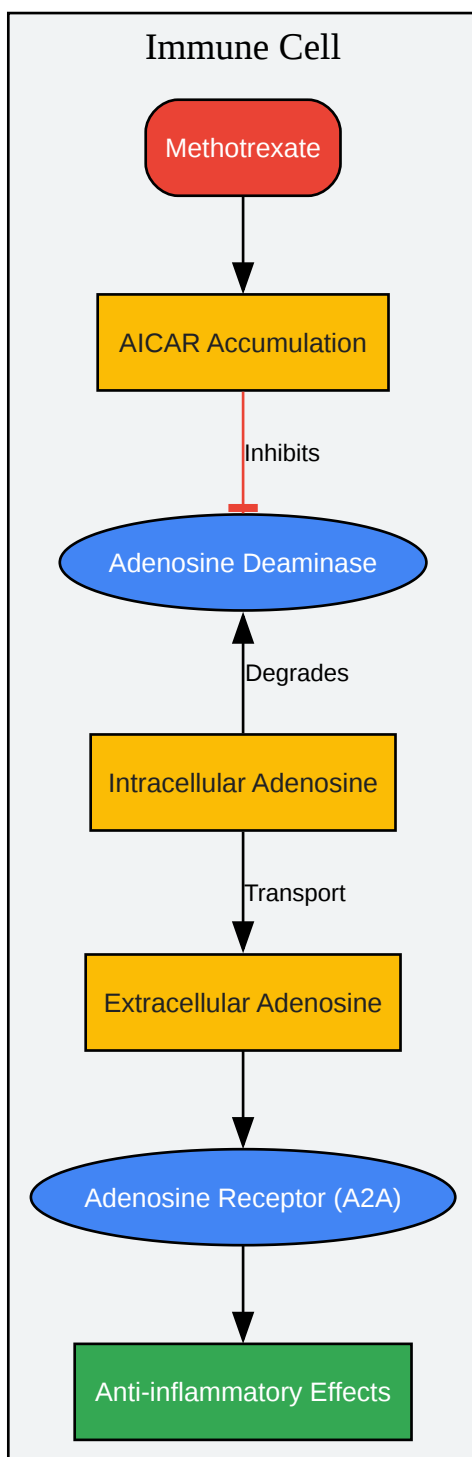 Immune Cell
Methotrexate
AICAR Accumulation
Inhibits
Adenosine Deaminase
Degrades
Intracellular Adenosine
Transport
Extracellular Adenosine
Adenosine Receptor (A2A)
Anti-inflammatory Effects